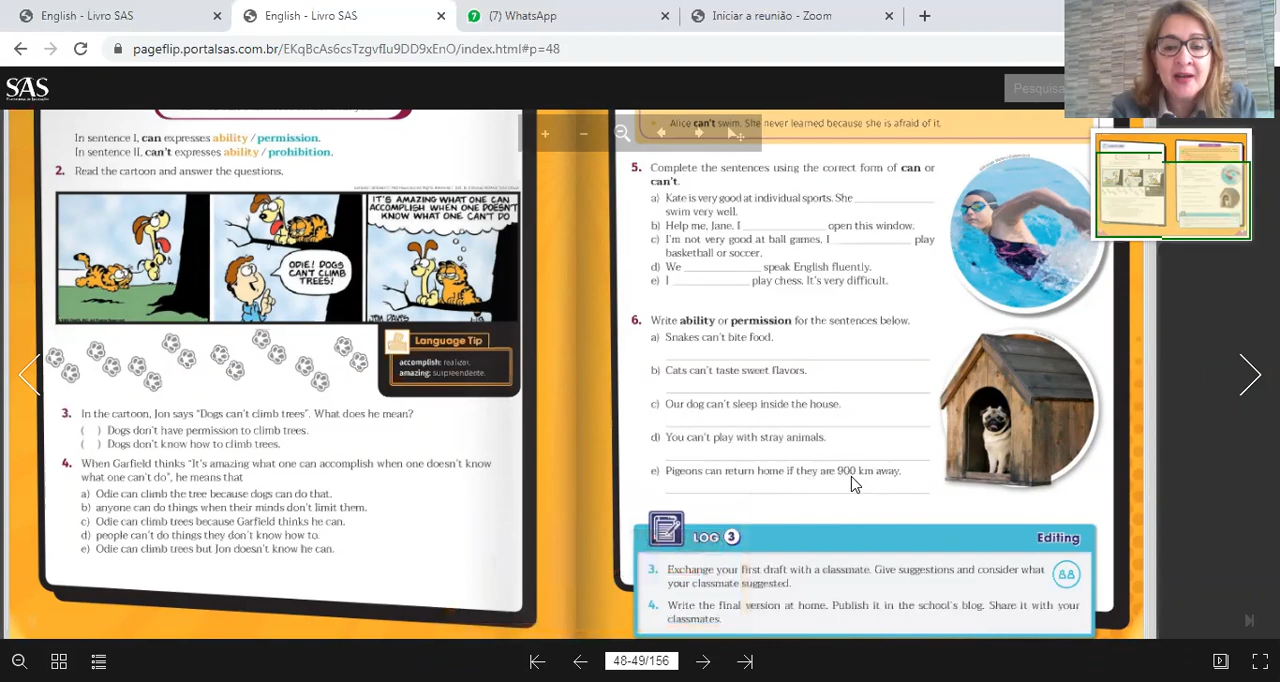 English - Livro SAS
English - Livro SAS
(7) WhatsApp
Iniciar a reunião - Zoom
pageflip.portalsas.com.br/EKqBcAs6csTzgvfIu9DD9xEnO/index.html#p=48
SAS
Pesquisa
In sentence I, can expresses ability / permission.
In sentence II, can't expresses ability / prohibition.
2. Read the cartoon and answer the questions.
ODIE! DOGS
CAN'T CLIMB
TREES!
IT'S AMAZING WHAT ONE CAN
ACCOMPLISH WHEN ONE DOESN'T
KNOW WHAT ONE CAN'T DO
JIM DAVIS
Language Tip
accomplish: realizar.
amazing: surpreendente.
3. In the cartoon, Jon says "Dogs can't climb trees". What does he mean?
( ) Dogs don't have permission to climb trees.
( ) Dogs don't know how to climb trees.
4. When Garfield thinks "It's amazing what one can accomplish when one doesn't know
what one can't do", he means that
a) Odie can climb the tree because dogs can do that.
b) anyone can do things when their minds don't limit them.
c) Odie can climb trees because Garfield thinks he can.
d) people can't do things they don't know how to.
e) Odie can climb trees but Jon doesn't know he can.
Alice can't swim. She never learned because she is afraid of it.
5. Complete the sentences using the correct form of can or
can't.
a) Kate is very good at individual sports. She ____________
swim very well.
b) Help me, Jane, I ____________ open this window.
c) I'm not very good at ball games, I ____________ play
basketball or soccer.
d) We ____________ speak English fluently.
e) I ____________ play chess. It's very difficult.
6. Write ability or permission for the sentences below.
a) Snakes can't bite food.
b) Cats can't taste sweet flavors.
c) Our dog can't sleep inside the house.
d) You can't play with stray animals.
e) Pigeons can return home if they are 900 km away.
LOG 3
Editing
3. Exchange your first draft with a classmate. Give suggestions and consider what
your classmate suggested.
4. Write the final version at home. Publish it in the school's blog. Share it with your
classmates.
48-49/156